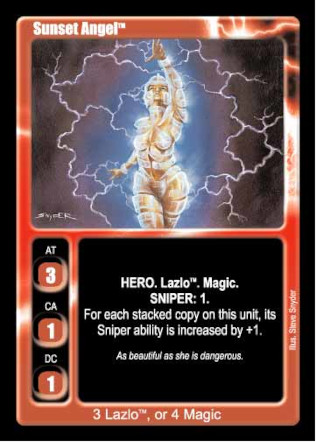 Sunset Angel™
SNYDER
AT
3
CA
1
DC
1
HERO. Lazlo™. Magic.
SNIPER: 1.
For each stacked copy on this unit, its
Sniper ability is increased by +1.
As beautiful as she is dangerous.
Illus. Steve Snyder
3 Lazlo™, or 4 Magic